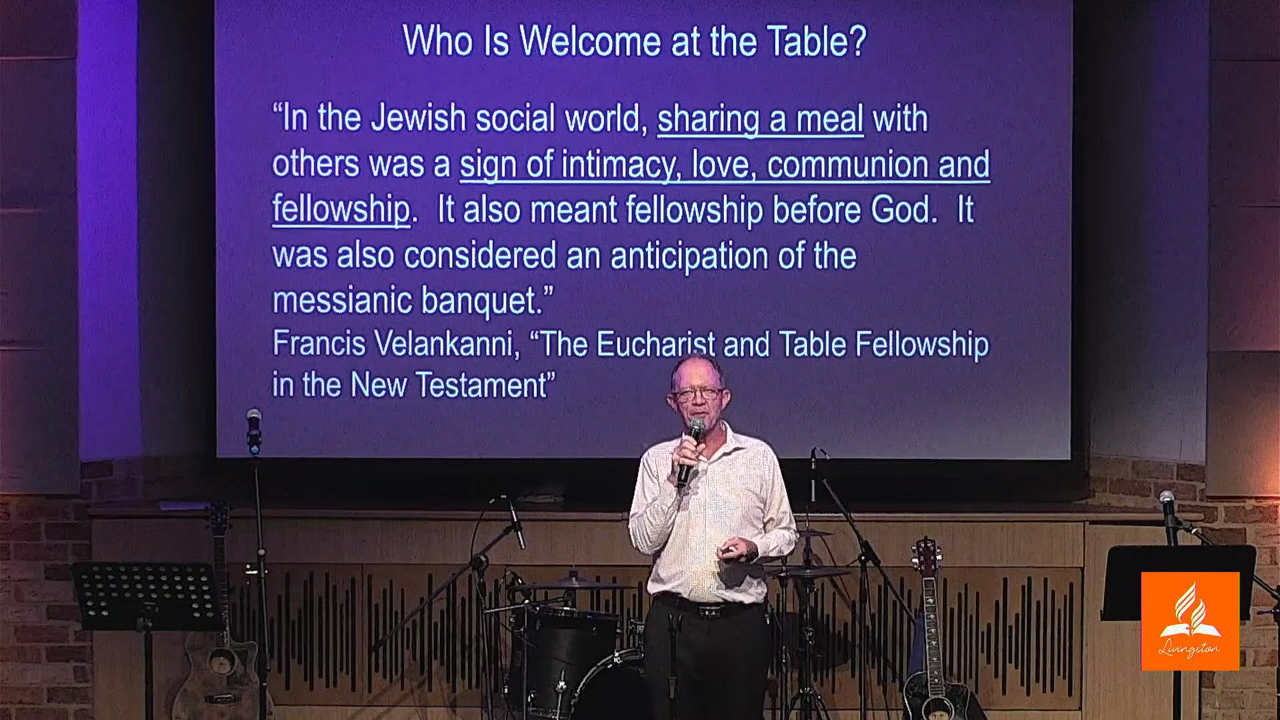 Who Is Welcome at the Table?
“In the Jewish social world, sharing a meal with
others was a sign of intimacy, love, communion and
fellowship.  It also meant fellowship before God.  It
was also considered an anticipation of the
messianic banquet.”
Francis Velankanni, “The Eucharist and Table Fellowship
in the New Testament”
Livingston